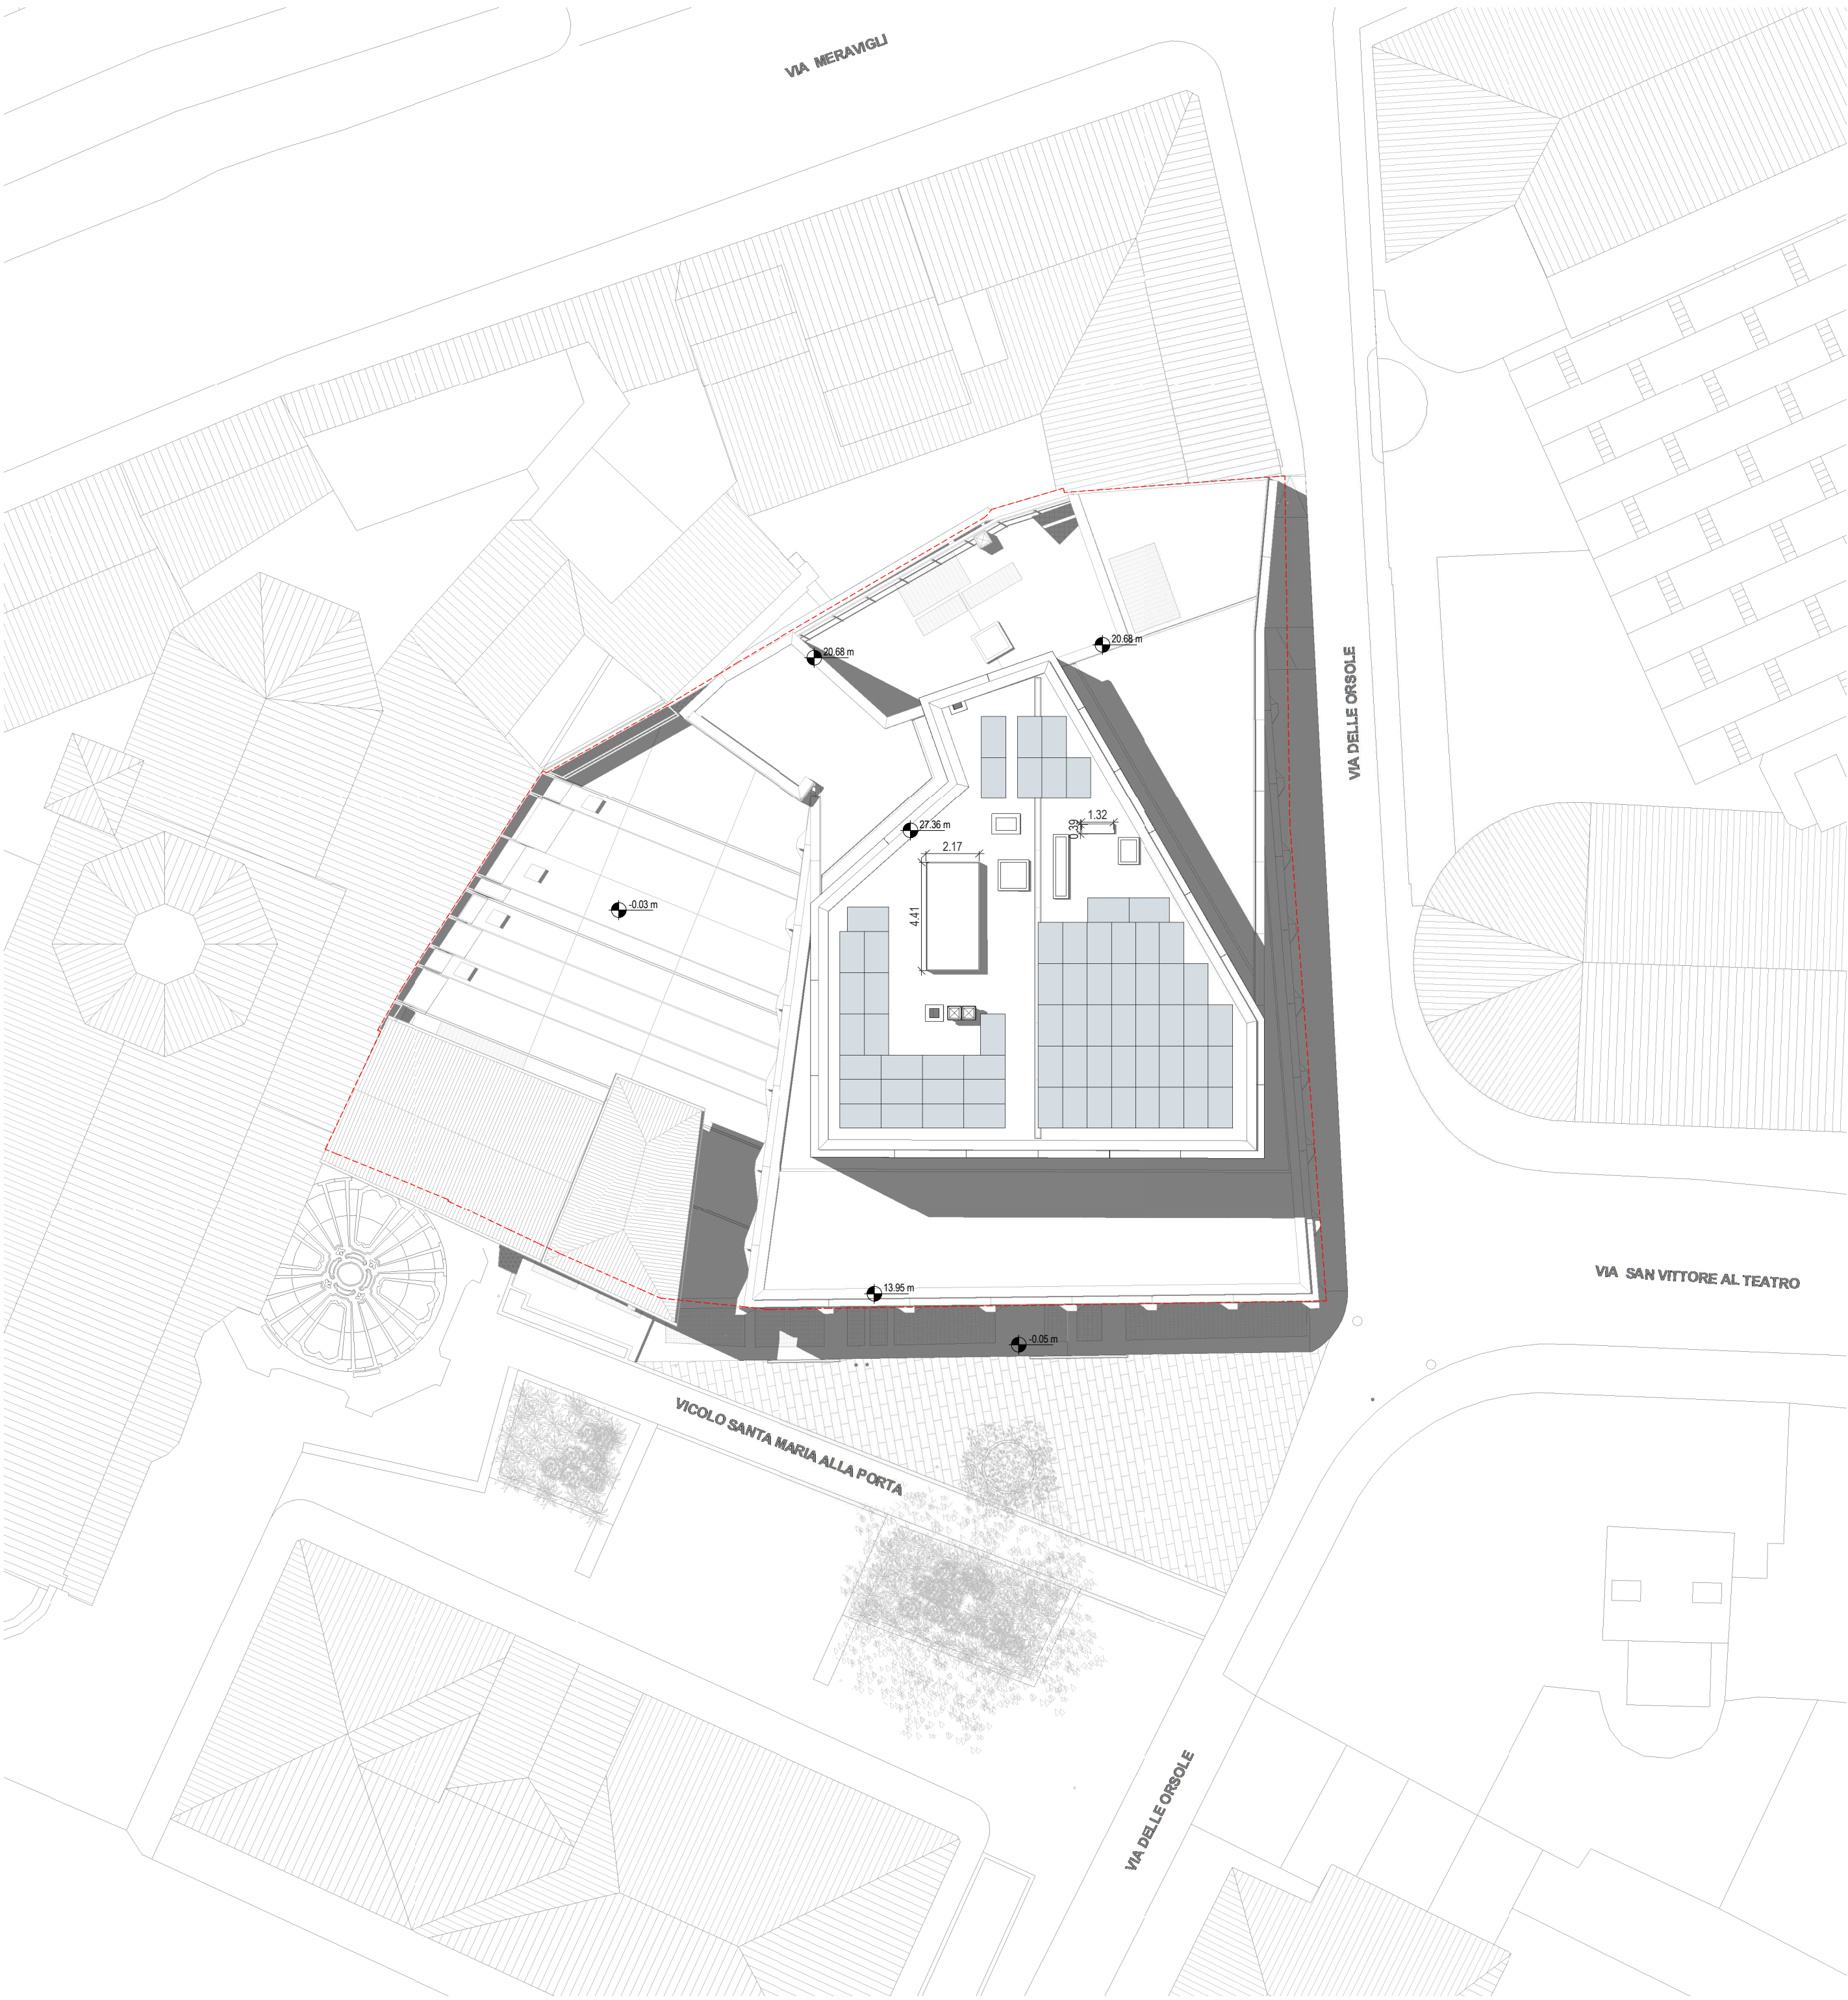 VIA MERAVIGLI
VIA DELLE ORSOLE
20.68 m
20.68 m
27.36 m
1.32
0.39
2.17
4.41
-0.03 m
VIA SAN VITTORE AL TEATRO
13.95 m
-0.05 m
VICOLO SANTA MARIA ALLA PORTA
VIA DELLE ORSOLE